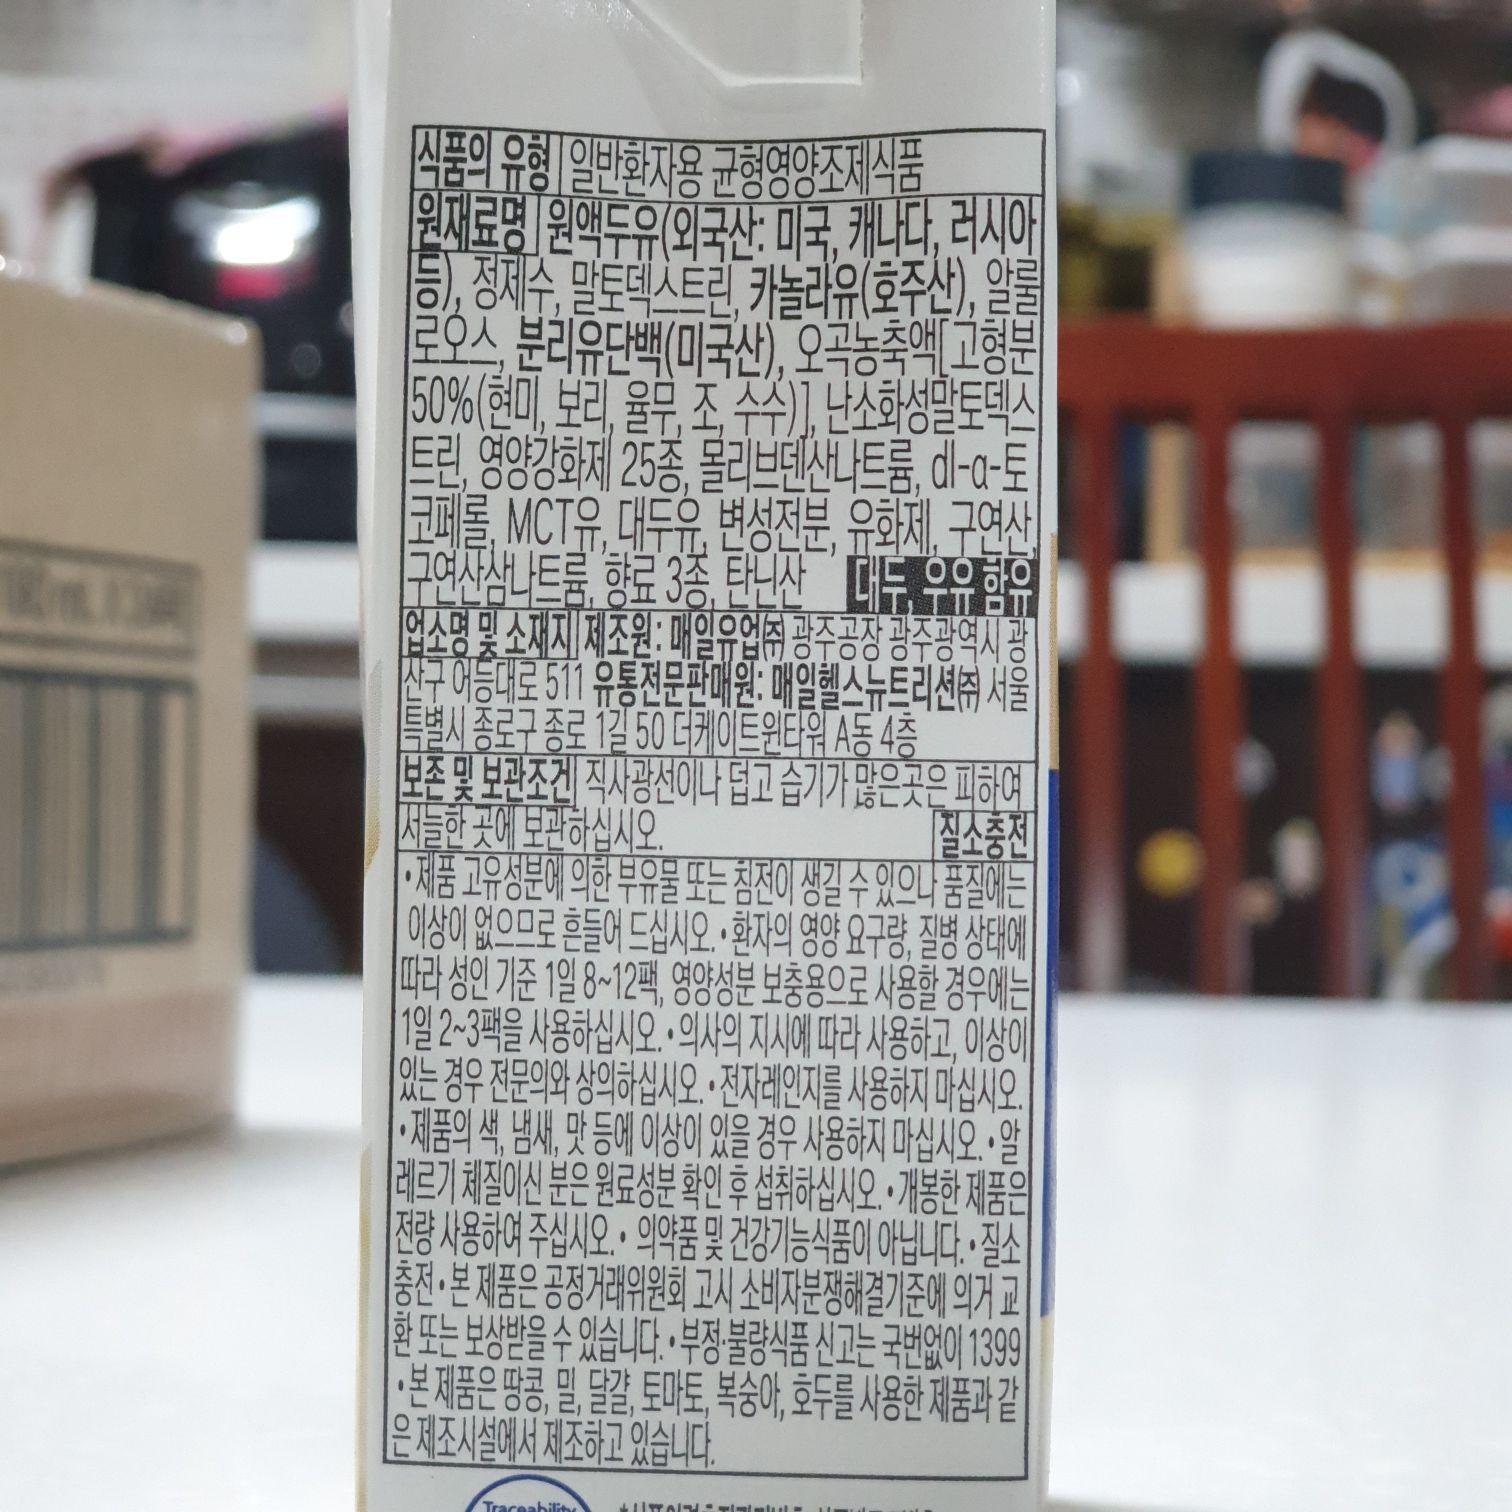 식품의 유형 일반환자용 균형영양조제식품
원재료명 원액두유(외국산: 미국, 캐나다, 러시아
등), 정제수, 말토덱스트린, 카놀라유(호주산), 알룰
로오스, 분리유단백(미국산), 오곡농축액[고형분
50%(현미, 보리, 율무, 조, 수수)], 난소화성말토덱스
트린, 영양강화제 25종, 몰리브덴산나트륨, dl-α-토
코페롤, MCT유, 대두유, 변성전분, 유화제, 구연산,
구연산삼나트륨, 향료 3종, 탄닌산 대두, 우유 함유
업소명 및 소재지 제조원: 매일유업㈜ 광주공장 광주광역시 광
산구 어등대로 511 유통전문판매원: 매일헬스뉴트리션㈜ 서울
특별시 종로구 종로 1길 50 더케이트윈타워 A동 4층
보존 및 보관조건 직사광선이나 덥고 습기가 많은곳은 피하여
서늘한 곳에 보관하십시오. 질소충전
•제품 고유성분에 의한 부유물 또는 침전이 생길 수 있으나 품질에는
이상이 없으므로 흔들어 드십시오. •환자의 영양 요구량, 질병 상태에
따라 성인 기준 1일 8~12팩, 영양성분 보충용으로 사용할 경우에는
1일 2~3팩을 사용하십시오. •의사의 지시에 따라 사용하고, 이상이
있는 경우 전문의와 상의하십시오. •전자레인지를 사용하지 마십시오.
•제품의 색, 냄새, 맛 등에 이상이 있을 경우 사용하지 마십시오. •알
레르기 체질이신 분은 원료성분 확인 후 섭취하십시오. •개봉한 제품은
전량 사용하여 주십시오. • 의약품 및 건강기능식품이 아닙니다. •질소
충전 •본 제품은 공정거래위원회 고시 소비자분쟁해결기준에 의거 교
환 또는 보상받을 수 있습니다. •부정·불량식품 신고는 국번없이 1399
•본 제품은 땅콩, 밀, 달걀, 토마토, 복숭아, 호두를 사용한 제품과 같
은 제조시설에서 제조하고 있습니다.
Traceability